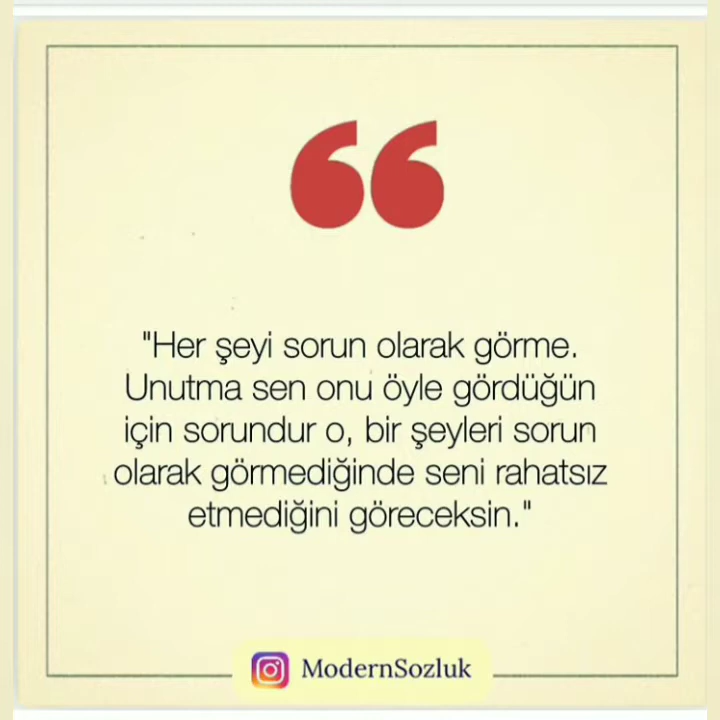 "Her şeyi sorun olarak görme.
Unutma sen onu öyle gördüğün
için sorundur o, bir şeyleri sorun
olarak görmediğinde seni rahatsız
etmediğini göreceksin."
ModernSozluk